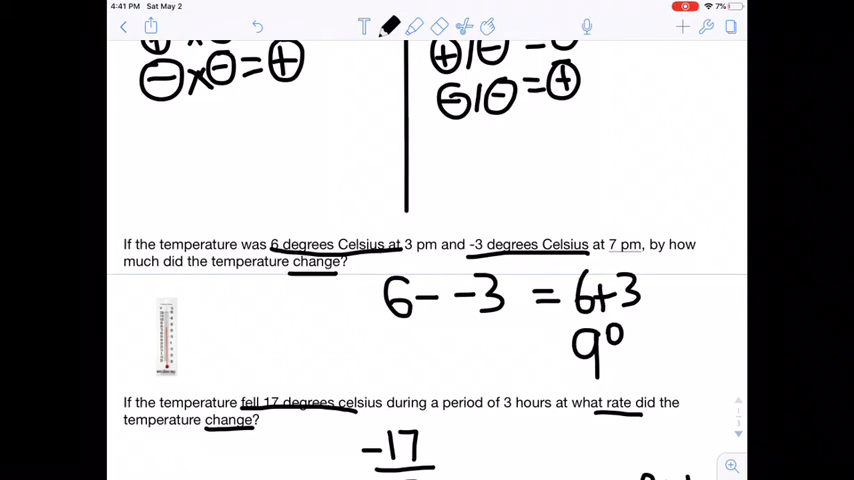 4:41 PM Sat May 2
7%
T
⊕/⊖ = 
⊖×⊖=⊕
⊖/⊖=⊕
If the temperature was 6 degrees Celsius at 3 pm and -3 degrees Celsius at 7 pm, by how
much did the temperature change?
6- -3 = 6+3
9°
If the temperature fell 17 degrees celsius during a period of 3 hours at what rate did the
temperature change?
-17
1
3